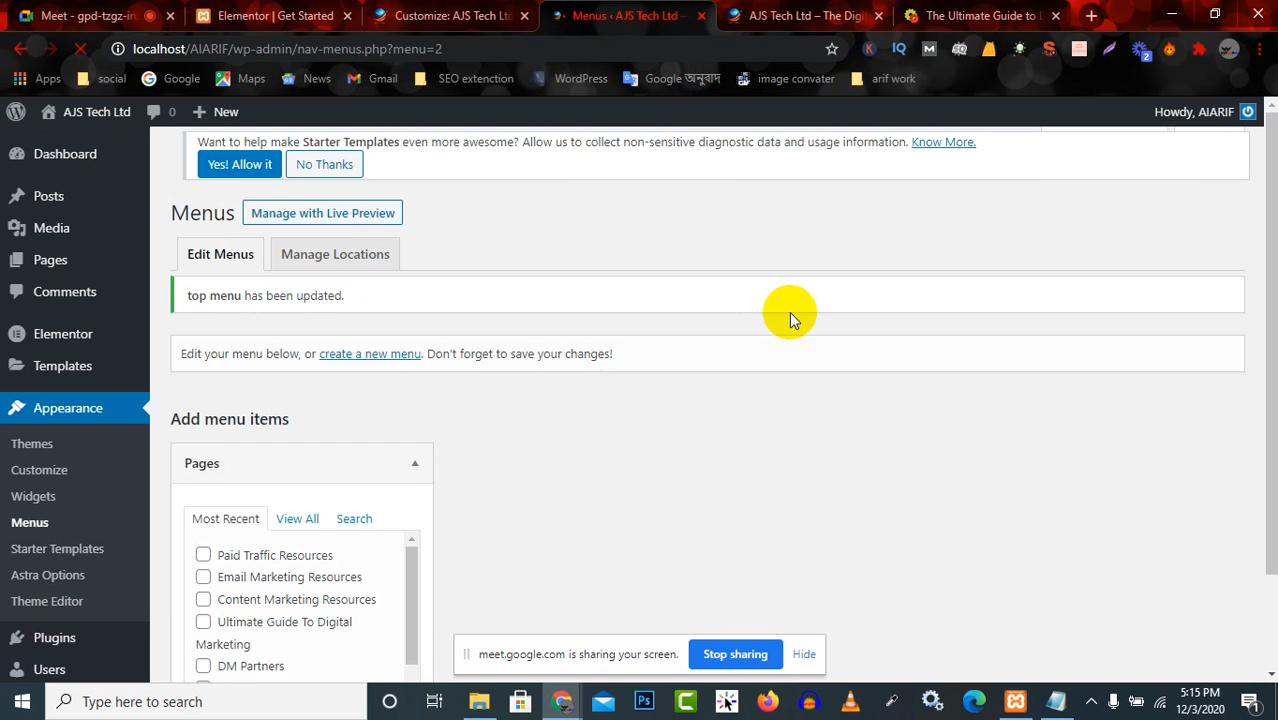 Meet - gpd-tzgz-in
Elementor | Get Started
Customize: AJS Tech Ltd
Menus ‹ AJS Tech Ltd —
AJS Tech Ltd – The Digi
The Ultimate Guide to D
localhost/AIARIF/wp-admin/nav-menus.php?menu=2
Apps
social
Google
Maps
News
Gmail
SEO extenction
WordPress
Google অনুবাদ
image convater
arif work
AJS Tech Ltd
0
New
Howdy, AIARIF
Want to help make Starter Templates even more awesome? Allow us to collect non-sensitive diagnostic data and usage information. Know More.
Yes! Allow it
No Thanks
Dashboard
Posts
Media
Pages
Comments
Elementor
Templates
Appearance
Themes
Customize
Widgets
Menus
Starter Templates
Astra Options
Theme Editor
Plugins
Users
Menus
Manage with Live Preview
Edit Menus
Manage Locations
top menu has been updated.
Edit your menu below, or create a new menu. Don't forget to save your changes!
Add menu items
Pages
Most Recent
View All
Search
Paid Traffic Resources
Email Marketing Resources
Content Marketing Resources
Ultimate Guide To Digital
Marketing
DM Partners
meet.google.com is sharing your screen.
Stop sharing
Hide
Type here to search
5:15 PM
12/3/2020